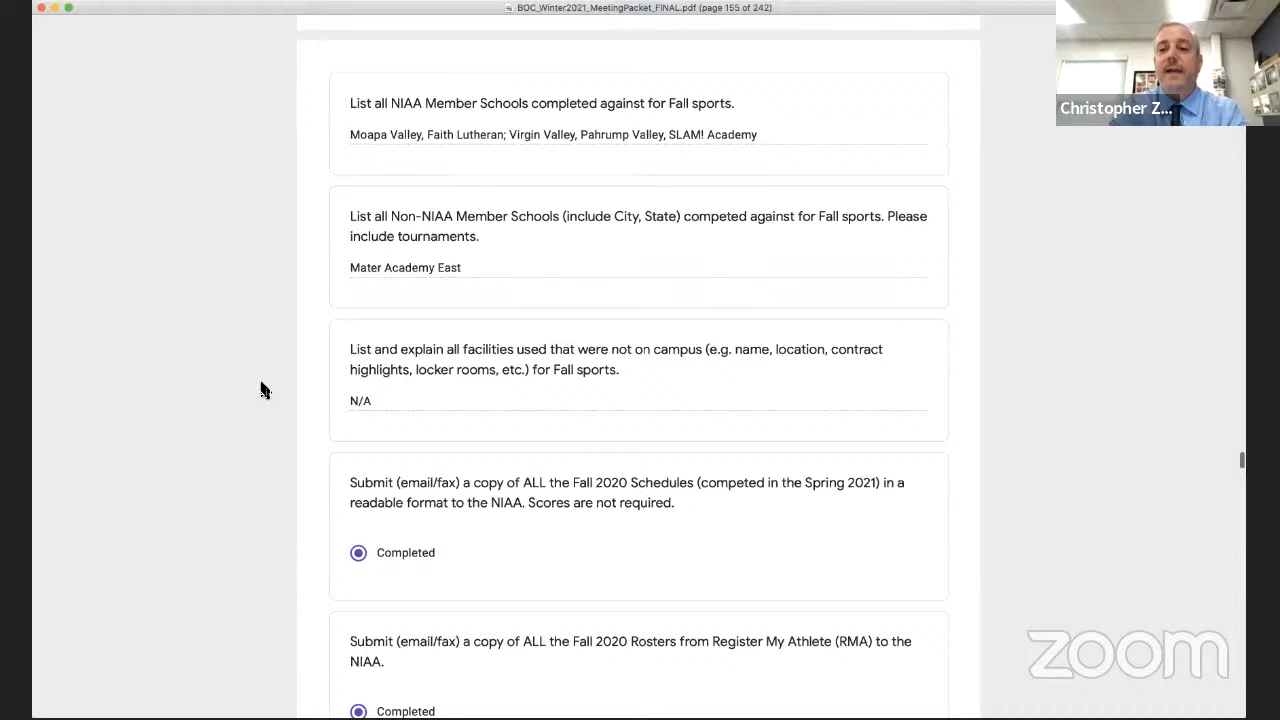 BOC_Winter2021_MeetingPacket_FINAL.pdf (page 155 of 242)
Christopher Z...
List all NIAA Member Schools completed against for Fall sports.
Moapa Valley, Faith Lutheran; Virgin Valley, Pahrump Valley, SLAM! Academy
List all Non-NIAA Member Schools (include City, State) competed against for Fall sports. Please
include tournaments.
Mater Academy East
List and explain all facilities used that were not on campus (e.g. name, location, contract
highlights, locker rooms, etc.) for Fall sports.
N/A
Submit (email/fax) a copy of ALL the Fall 2020 Schedules (competed in the Spring 2021) in a
readable format to the NIAA. Scores are not required.
Completed
Submit (email/fax) a copy of ALL the Fall 2020 Rosters from Register My Athlete (RMA) to the
NIAA.
Completed
zoom